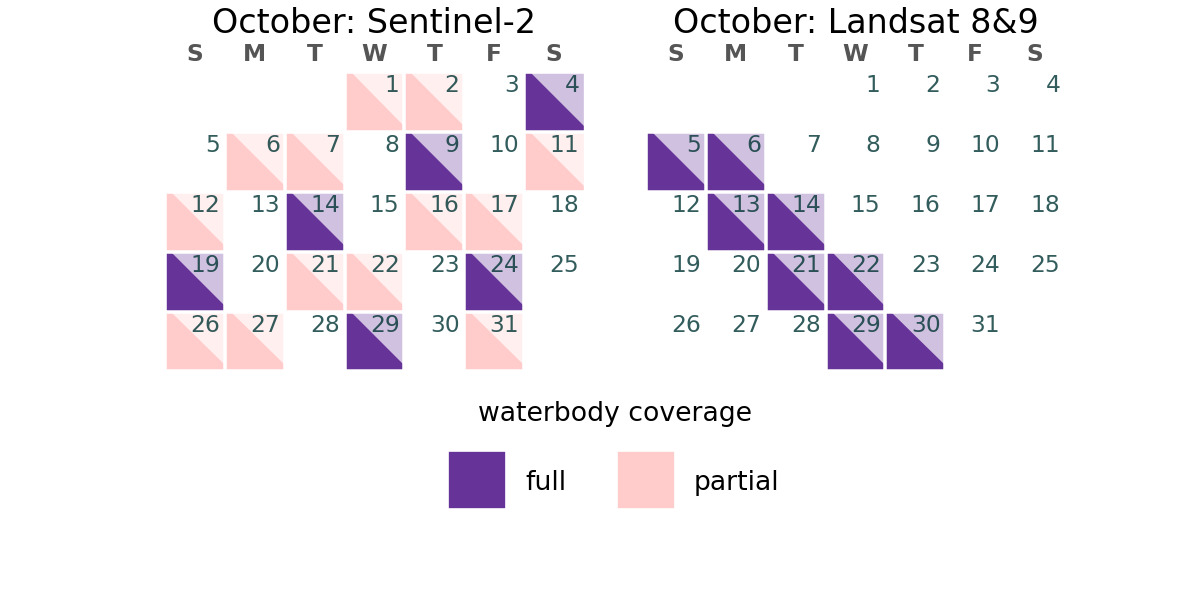 October: Sentinel-2
S M T W T F S
1 2 3 4
5 6 7 8 9 10 11
12 13 14 15 16 17 18
19 20 21 22 23 24 25
26 27 28 29 30 31
October: Landsat 8&9
S M T W T F S
1 2 3 4
5 6 7 8 9 10 11
12 13 14 15 16 17 18
19 20 21 22 23 24 25
26 27 28 29 30 31
waterbody coverage
full
partial